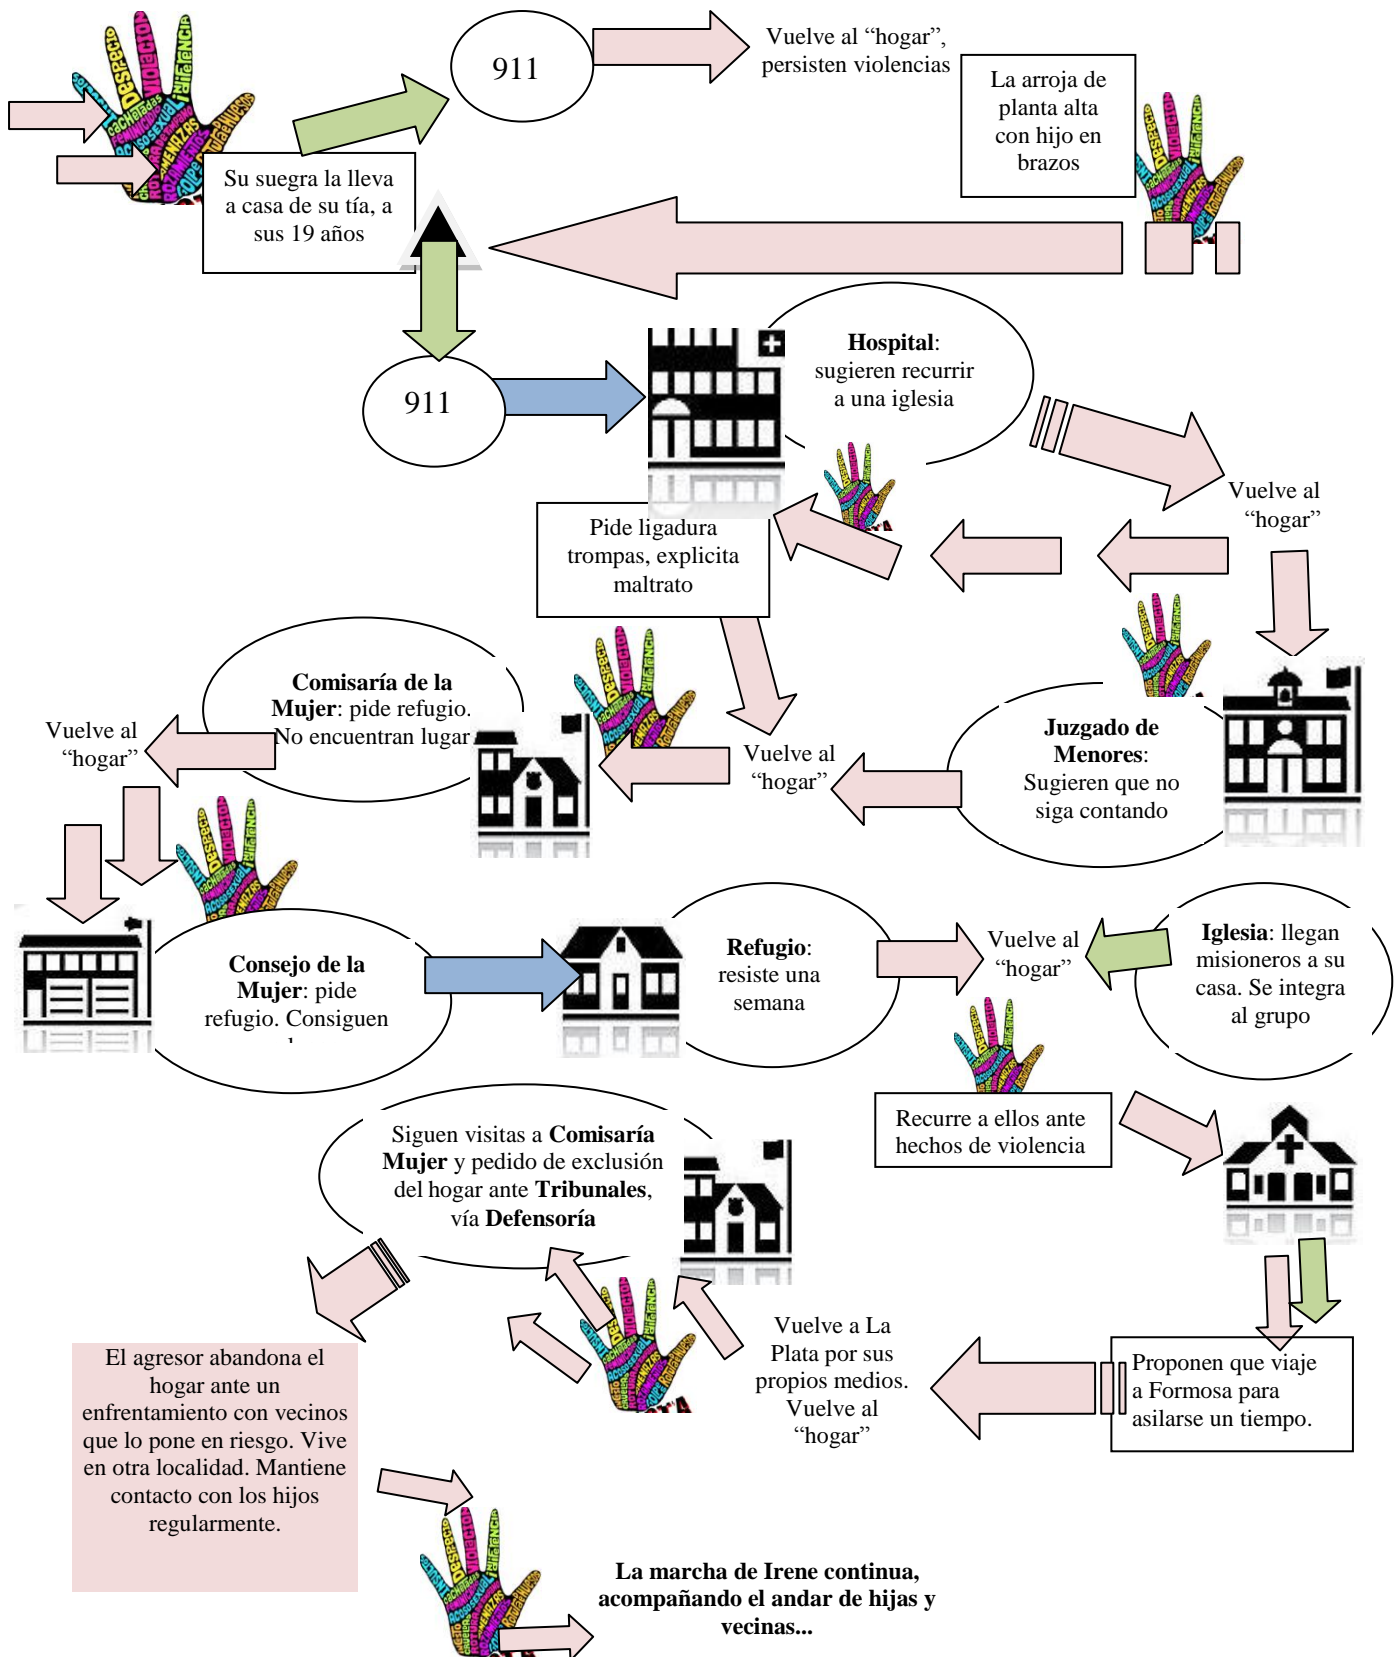 911
Vuelve al “hogar”,
persisten violencias
La arroja de
planta alta
con hijo en
brazos
Su suegra la lleva
a casa de su tía, a
sus 19 años
911
Hospital:
sugieren recurrir
a una iglesia
Vuelve al
“hogar”
Pide ligadura
trompas, explicita
maltrato
Comisaría de la
Mujer: pide refugio.
No encuentran lugar
Vuelve al
“hogar”
Vuelve al
“hogar”
Juzgado de
Menores:
Sugieren que no
siga contando
Consejo de la
Mujer: pide
refugio. Consiguen
Refugio:
resiste una
semana
Vuelve al
“hogar”
Iglesia: llegan
misioneros a su
casa. Se integra
al grupo
Recurre a ellos ante
hechos de violencia
Siguen visitas a Comisaría
Mujer y pedido de exclusión
del hogar ante Tribunales,
vía Defensoría
Proponen que viaje
a Formosa para
asilarse un tiempo.
Vuelve a La
Plata por sus
propios medios.
Vuelve al
“hogar”
El agresor abandona el
hogar ante un
enfrentamiento con vecinos
que lo pone en riesgo. Vive
en otra localidad. Mantiene
contacto con los hijos
regularmente.
La marcha de Irene continua,
acompañando el andar de hijas y
vecinas...